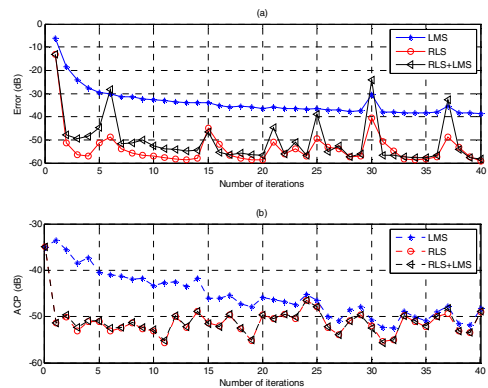 (a)
0
-10
-20
-30
-40
-50
-60
Error (dB)
LMS
RLS
RLS+LMS
0 5 10 15 20 25 30 35 40
Number of iterations
(b)
-30
-40
-50
-60
ACP (dB)
LMS
RLS
RLS+LMS
0 5 10 15 20 25 30 35 40
Number of iterations